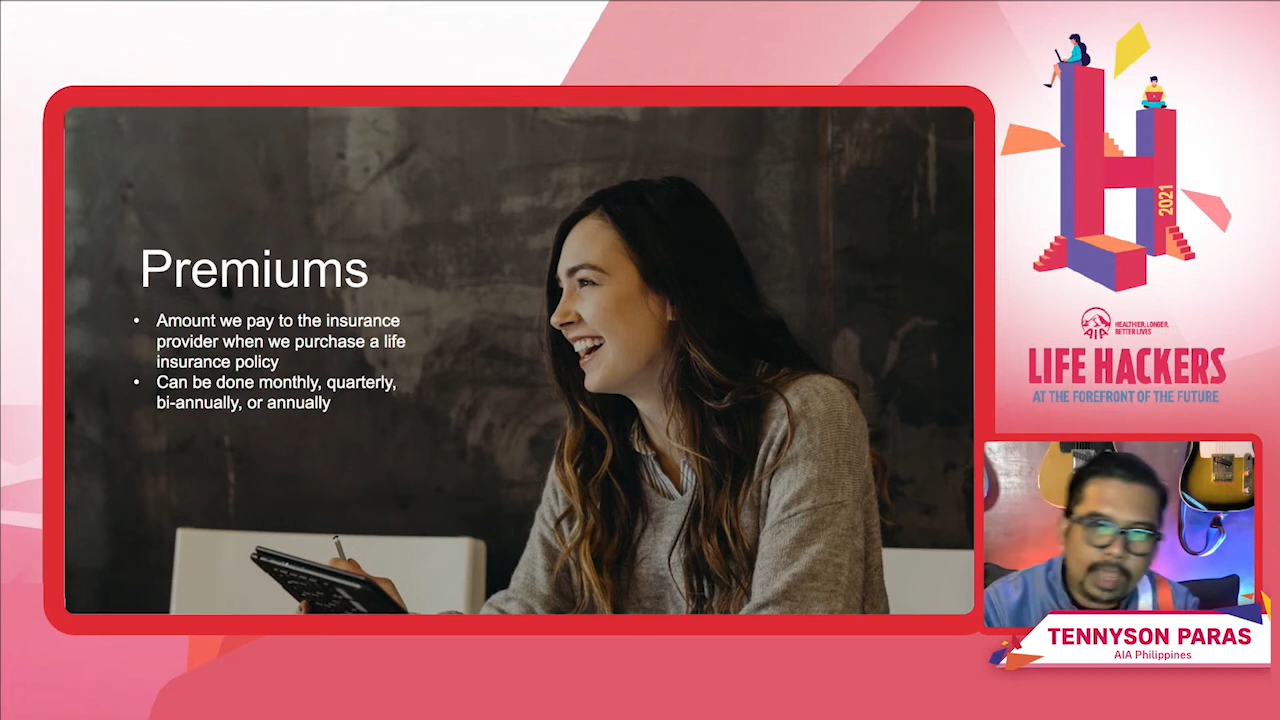 Premiums
• Amount we pay to the insurance
provider when we purchase a life
insurance policy
• Can be done monthly, quarterly,
bi-annually, or annually
2021
AIA
HEALTHIER, LONGER,
BETTER LIVES
LIFE HACKERS
AT THE FOREFRONT OF THE FUTURE
TENNYSON PARAS
AIA Philippines